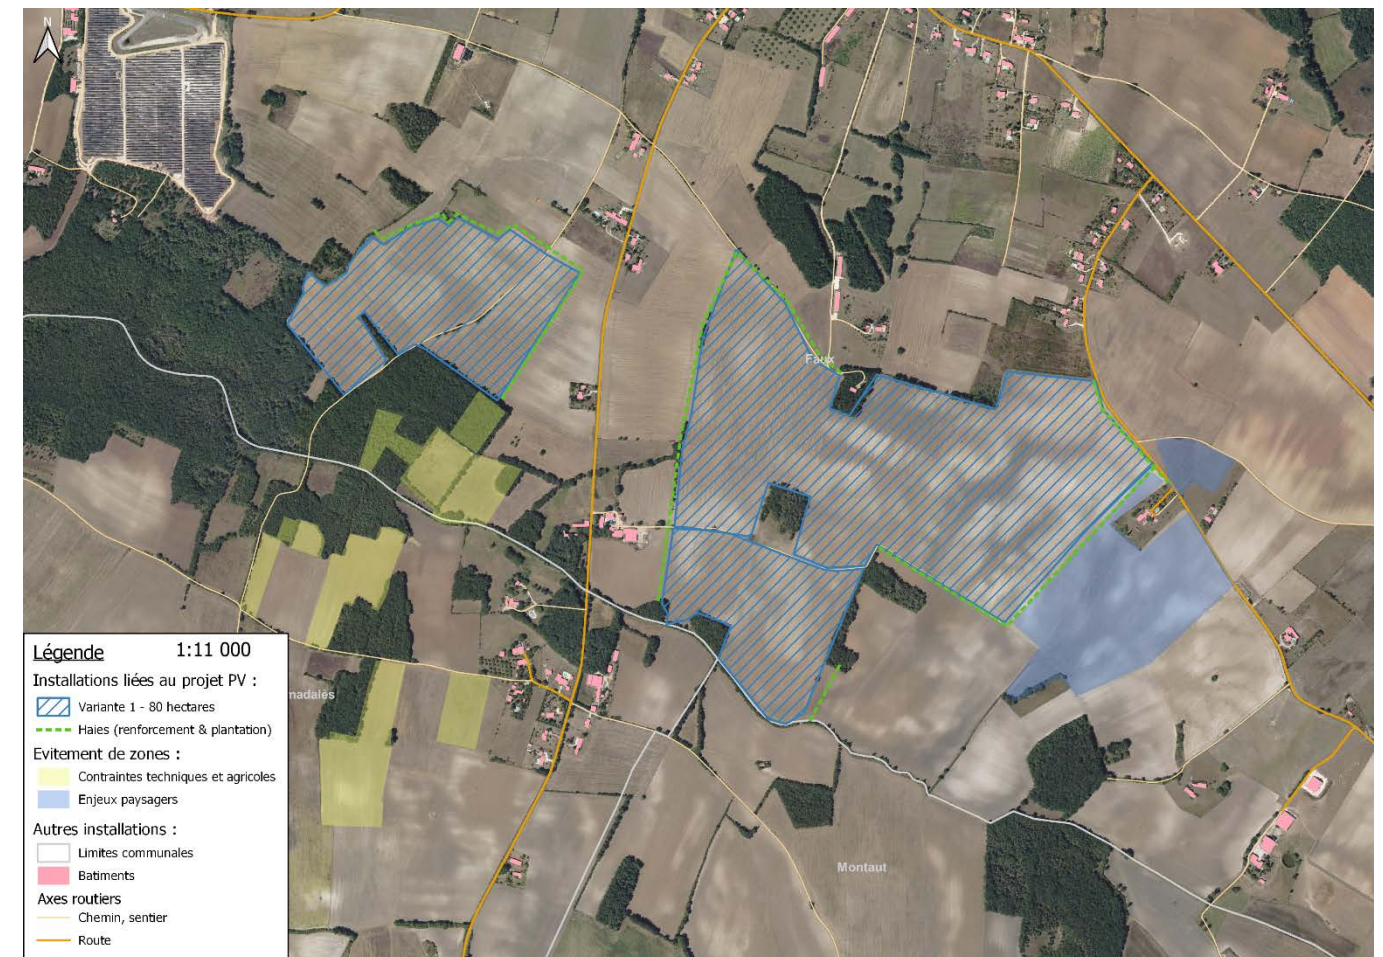 N
Faux
Légende
1:11 000
Installations liées au projet PV :
Variante 1 - 80 hectares
Haies (renforcement & plantation)
Evitement de zones :
Contraintes techniques et agricoles
Enjeux paysagers
Autres installations :
Limites communales
Batiments
Axes routiers
Chemin, sentier
Route
nadalès
Montaut